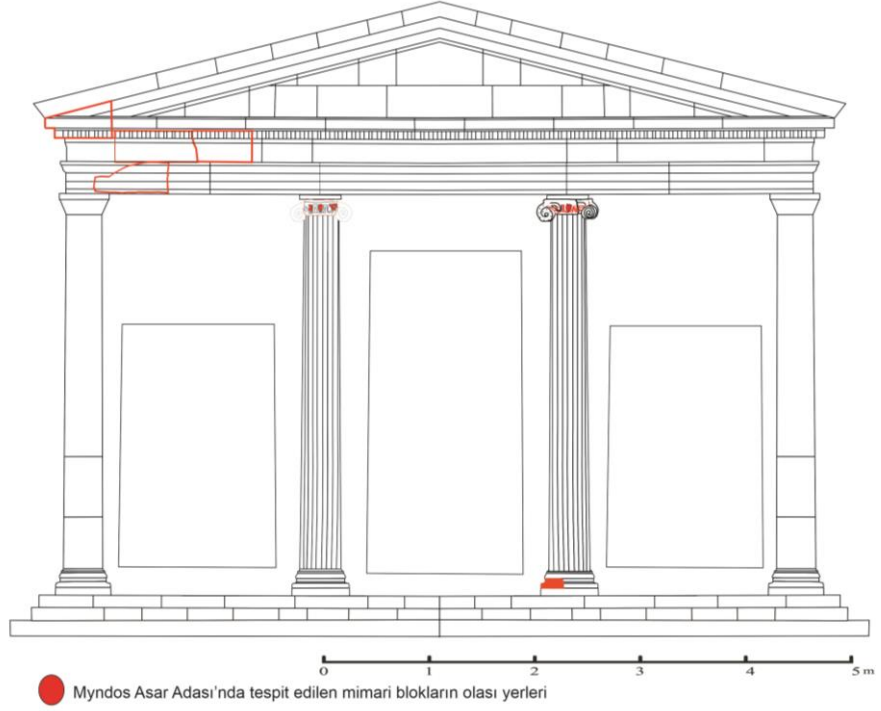 0 1 2 3 4 5 m
Myndos Asar Adası'nda tespit edilen mimari blokların olası yerleri